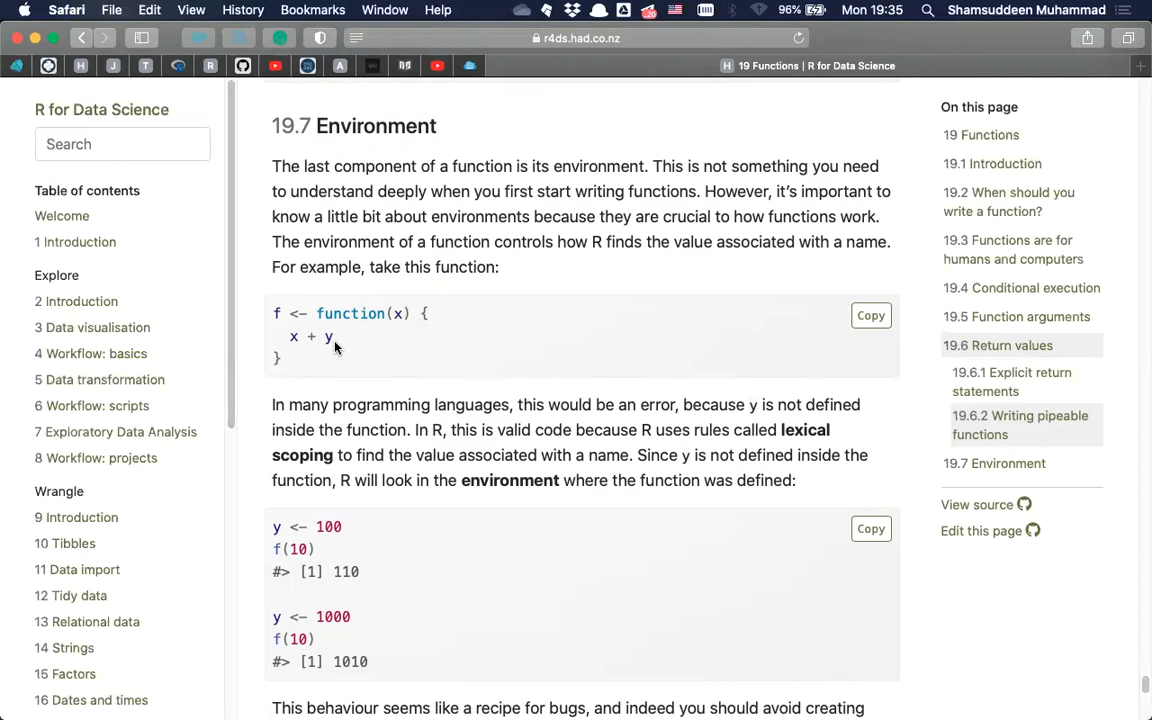 Safari File Edit View History Bookmarks Window Help 20 96% Mon 19:35 Shamsuddeen Muhammad
r4ds.had.co.nz
H J T R A H 19 Functions | R for Data Science
R for Data Science
Search
Table of contents
Welcome
1 Introduction
Explore
2 Introduction
3 Data visualisation
4 Workflow: basics
5 Data transformation
6 Workflow: scripts
7 Exploratory Data Analysis
8 Workflow: projects
Wrangle
9 Introduction
10 Tibbles
11 Data import
12 Tidy data
13 Relational data
14 Strings
15 Factors
16 Dates and times
19.7 Environment
The last component of a function is its environment. This is not something you need
to understand deeply when you first start writing functions. However, it's important to
know a little bit about environments because they are crucial to how functions work.
The environment of a function controls how R finds the value associated with a name.
For example, take this function:
f <- function(x) {
Copy
x + y
}
In many programming languages, this would be an error, because y is not defined
inside the function. In R, this is valid code because R uses rules called lexical
scoping to find the value associated with a name. Since y is not defined inside the
function, R will look in the environment where the function was defined:
y <- 100
Copy
f(10)
#> [1] 110
y <- 1000
f(10)
#> [1] 1010
This behaviour seems like a recipe for bugs, and indeed you should avoid creating
On this page
19 Functions
19.1 Introduction
19.2 When should you
write a function?
19.3 Functions are for
humans and computers
19.4 Conditional execution
19.5 Function arguments
19.6 Return values
19.6.1 Explicit return
statements
19.6.2 Writing pipeable
functions
19.7 Environment
View source
Edit this page